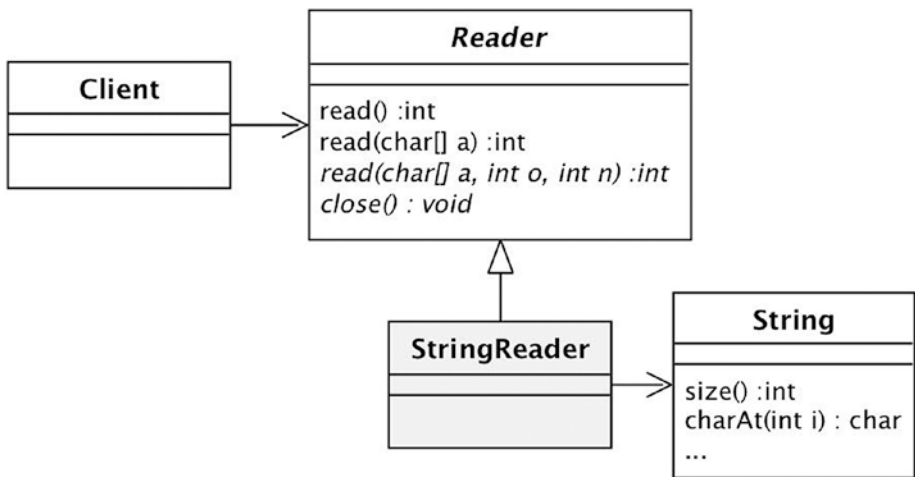 Reader
Client
read() :int
read(char[] a) :int
read(char[] a, int o, int n) :int
close() : void
StringReader
String
size() :int
charAt(int i) : char
...